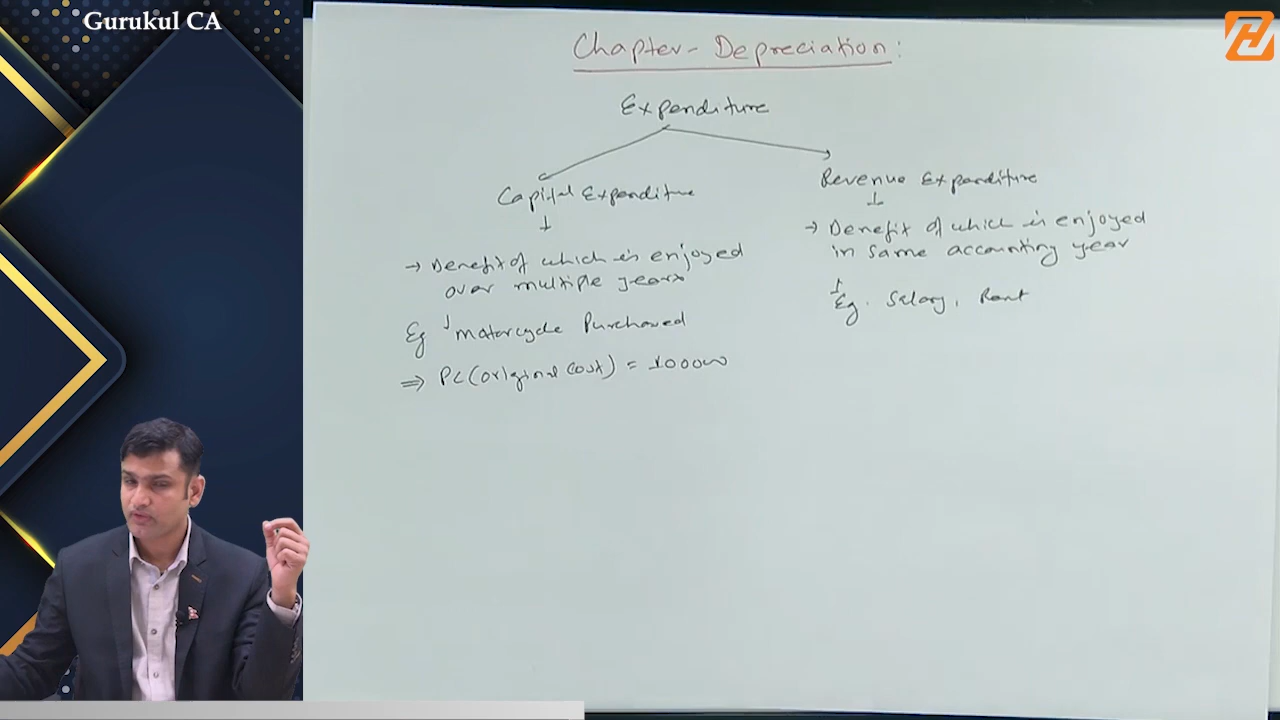 Gurukul CA
Chapter - Depreciation:
Expenditure
Capital Expenditure
Revenue Expenditure
→ Benefit of which is enjoyed
over multiple years
Eg Motorcycle Purchased
⇒ PC (original cost) = 100000
→ Benefit of which is enjoyed
in same accounting year
Eg. Salary, Rent